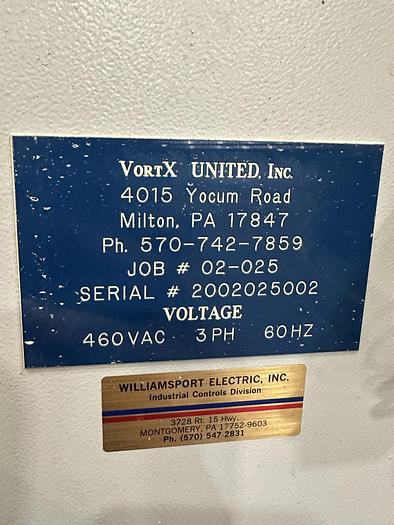 VORTX UNITED, INC.
4015 Yocum Road
Milton, PA 17847
Ph. 570-742-7859
JOB # 02-025
SERIAL # 2002025002
VOLTAGE
460VAC 3PH 60HZ
WILLIAMSPORT ELECTRIC, INC.
Industrial Controls Division
3728 Rt. 15 Hwy.
MONTGOMERY, PA 17752-9603
Ph. (570) 547-2831